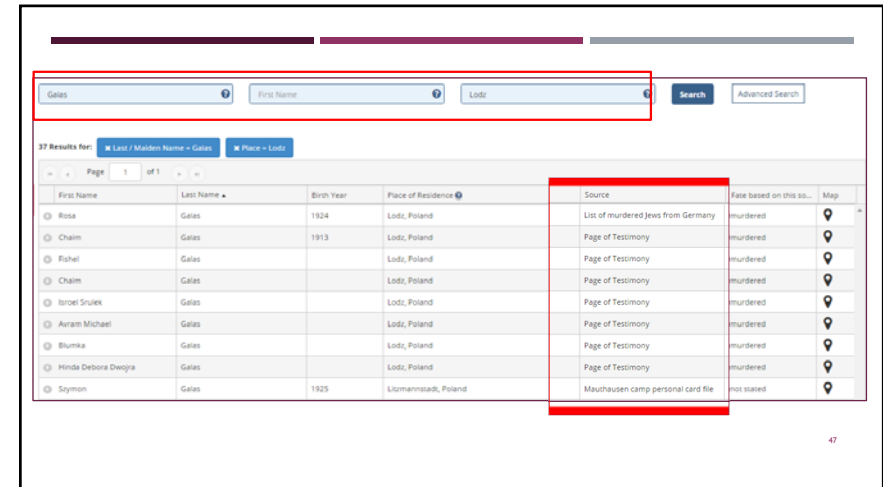 Galas First Name Lodz Search Advanced Search
37 Results for: × Last / Maiden Name = Galas × Place = Lodz
Page 1 of 1
First Name Last Name Birth Year Place of Residence Source Fate based on this so... Map
Rosa Galas 1924 Lodz, Poland List of murdered Jews from Germany murdered
Chaim Galas 1913 Lodz, Poland Page of Testimony murdered
Fishel Galas Lodz, Poland Page of Testimony murdered
Chaim Galas Lodz, Poland Page of Testimony murdered
Isroel Srulek Galas Lodz, Poland Page of Testimony murdered
Avram Michael Galas Lodz, Poland Page of Testimony murdered
Blumka Galas Lodz, Poland Page of Testimony murdered
Hinda Debora Dwojra Galas Lodz, Poland Page of Testimony murdered
Szymon Galas 1925 Litzmannstadt, Poland Mauthausen camp personal card file not stated
47